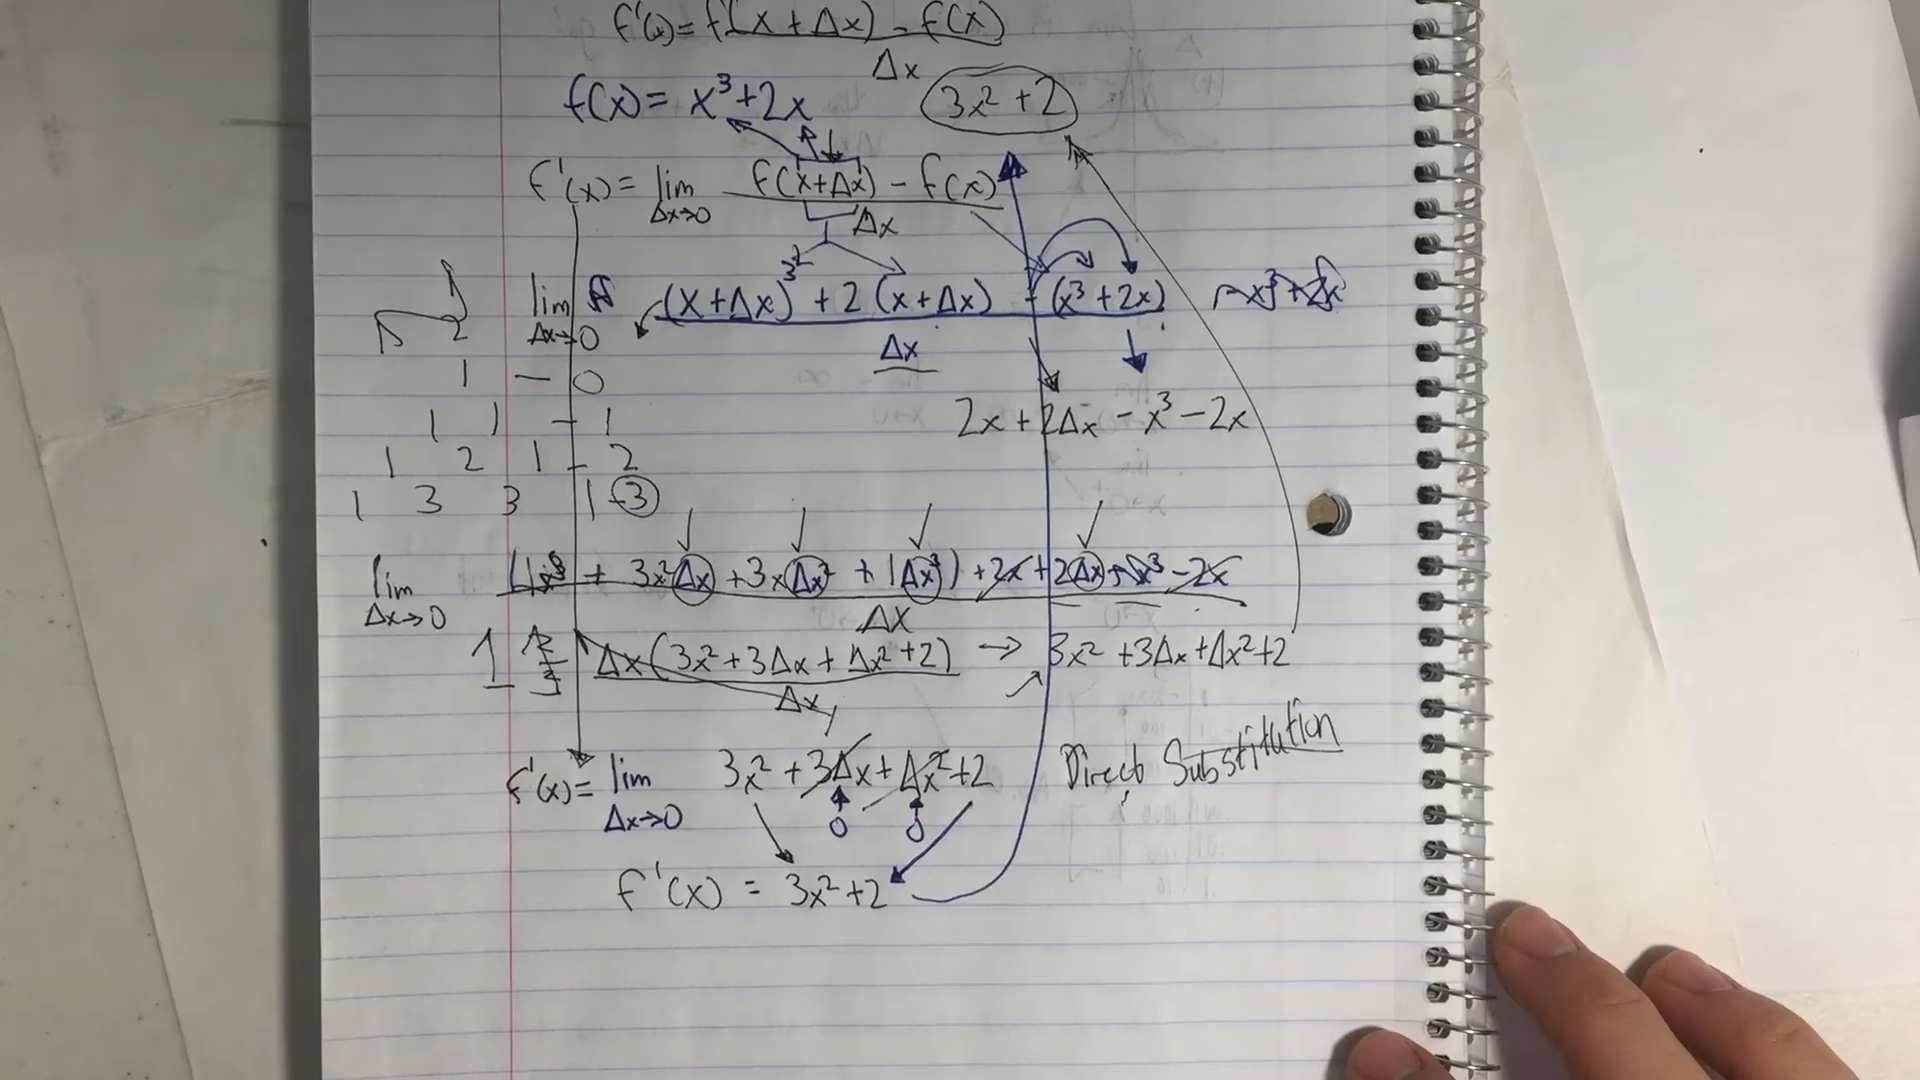 f'(x) = f(x + Δx) - f(x)
Δx
f(x) = x³ + 2x
3x² + 2
f'(x) = lim Δx→0 f(x+Δx) - f(x)
Δx
lim Δx→0 (x+Δx)³ + 2(x+Δx) - (x³ + 2x)
Δx
2
1 — 0
2x + 2Δx - x³ - 2x
1 1 — 1
1 2 1 - 2
1 3 3 1 - 3
lim Δx→0 + 3x²Δx + 3xΔx² + 1Δx³) + 2x + 2Δx - x³ - 2x
Δx
Δx(3x² + 3Δx + Δx² + 2) → 3x² + 3Δx + Δx² + 2
Δx
f'(x) = lim Δx→0 3x² + 3Δx + Δx² + 2
Direct Substitution
0 0
f'(x) = 3x² + 2